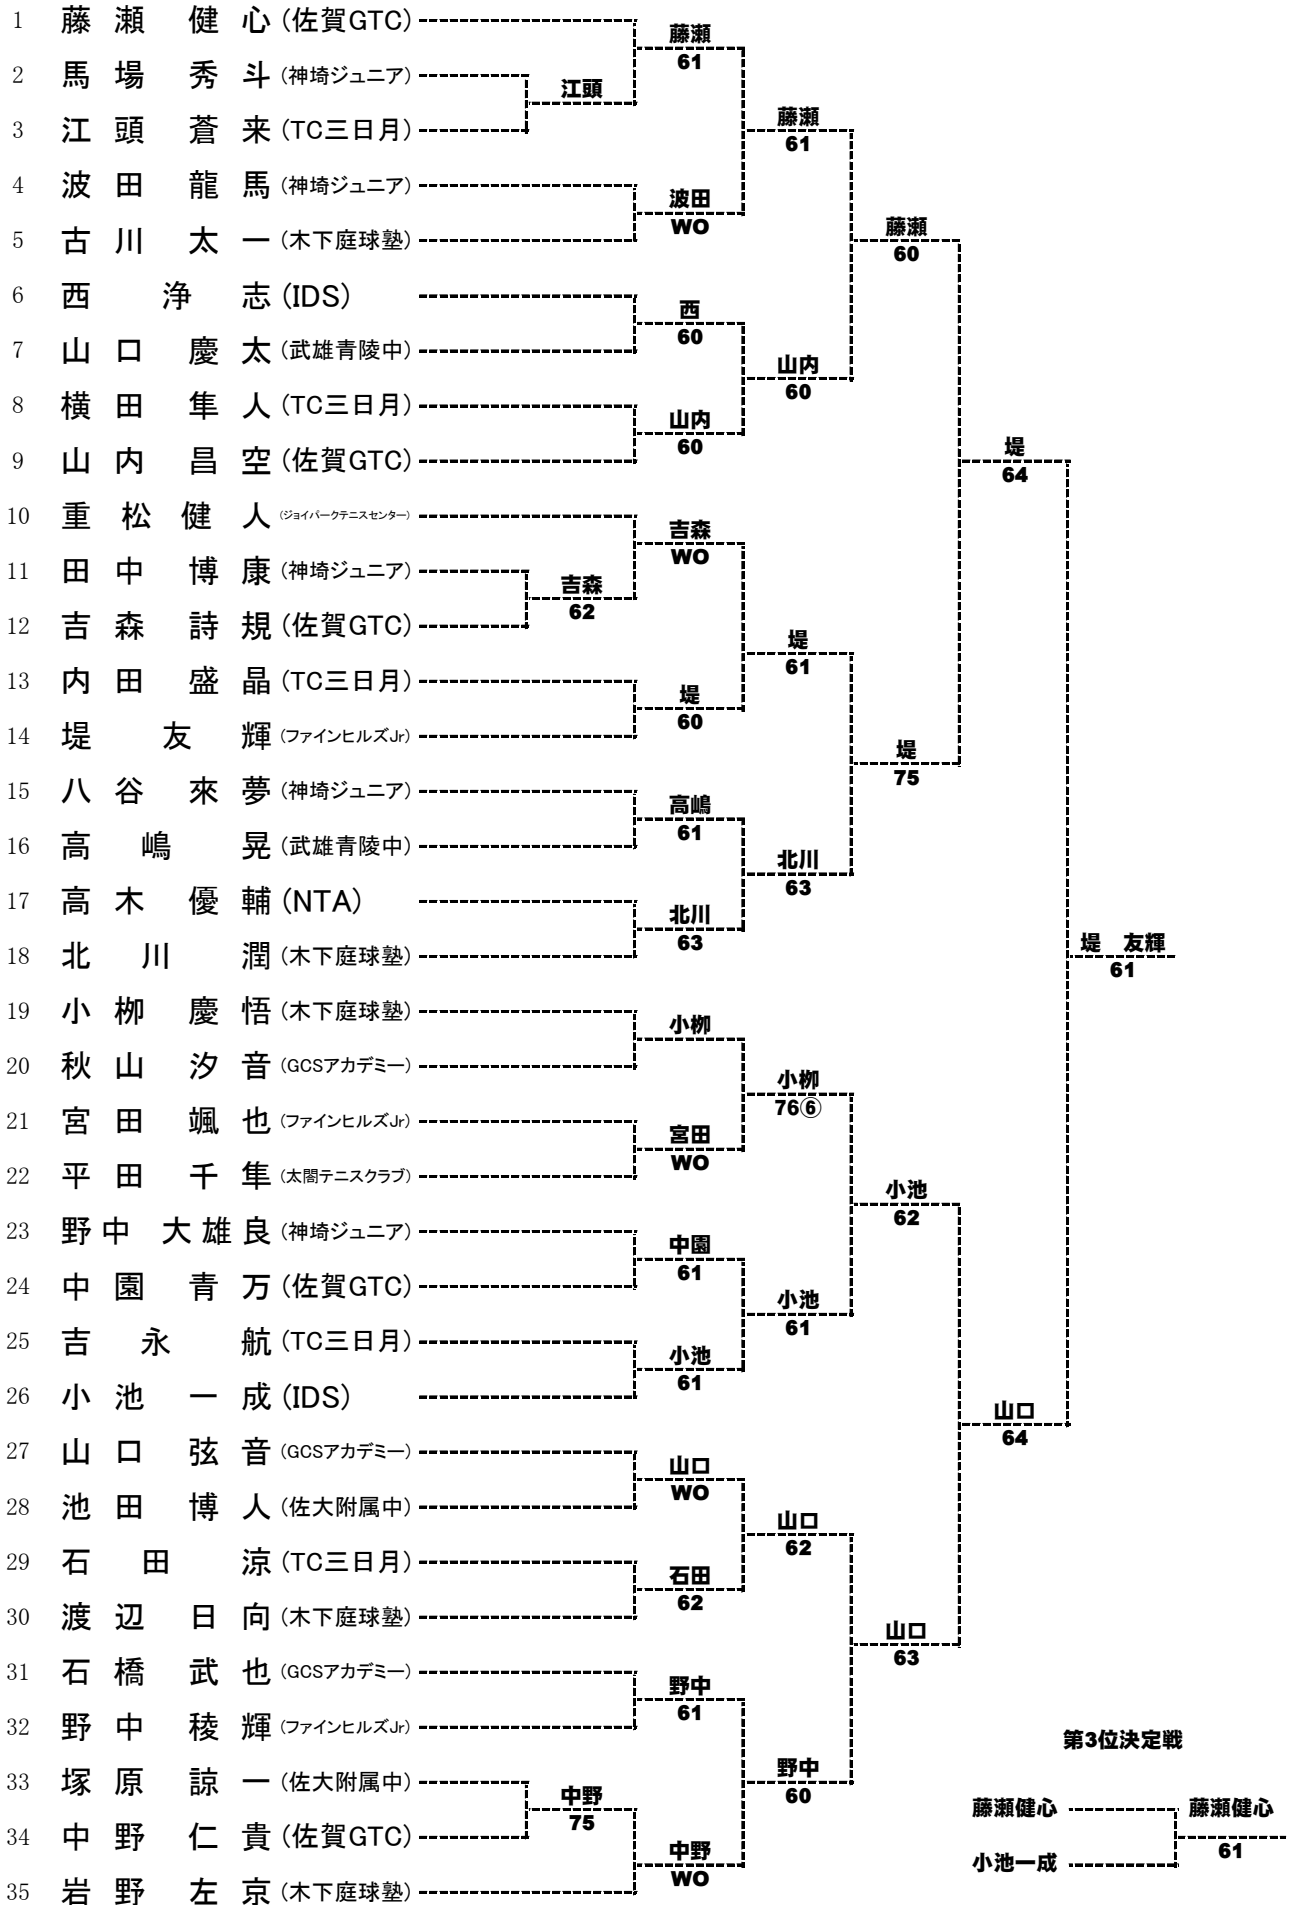 1 藤瀬 健心 (佐賀GTC)
2 馬場 秀斗 (神埼ジュニア)
3 江頭 蒼来 (TC三日月)
4 波田 龍馬 (神埼ジュニア)
5 古川 太一 (木下庭球塾)
6 西 浄志 (IDS)
7 山口 慶太 (武雄青陵中)
8 横田 隼人 (TC三日月)
9 山内 昌空 (佐賀GTC)
10 重松 健人 (ジョイパークテニスセンター)
11 田中 博康 (神埼ジュニア)
12 吉森 詩規 (佐賀GTC)
13 内田 盛晶 (TC三日月)
14 堤 友輝 (ファインヒルズJr)
15 八谷 來夢 (神埼ジュニア)
16 高嶋 晃 (武雄青陵中)
17 高木 優輔 (NTA)
18 北川 潤 (木下庭球塾)
19 小栁 慶悟 (木下庭球塾)
20 秋山 汐音 (GCSアカデミー)
21 宮田 颯也 (ファインヒルズJr)
22 平田 千隼 (太閤テニスクラブ)
23 野中 大雄良 (神埼ジュニア)
24 中園 青万 (佐賀GTC)
25 吉永 航 (TC三日月)
26 小池 一成 (IDS)
27 山口 弦音 (GCSアカデミー)
28 池田 博人 (佐大附属中)
29 石田 涼 (TC三日月)
30 渡辺 日向 (木下庭球塾)
31 石橋 武也 (GCSアカデミー)
32 野中 稜輝 (ファインヒルズJr)
33 塚原 諒一 (佐大附属中)
34 中野 仁貴 (佐賀GTC)
35 岩野 左京 (木下庭球塾)
江頭
吉森
62
中野
75
藤瀬
61
波田
WO
西
60
山内
60
吉森
WO
堤
60
高嶋
61
北川
63
小栁
宮田
WO
中園
61
小池
61
山口
WO
石田
62
野中
61
中野
WO
藤瀬
61
山内
60
堤
61
北川
63
小栁
76⑥
小池
61
山口
62
野中
60
藤瀬
60
堤
75
小池
62
山口
63
堤
64
山口
64
堤 友輝
61
第3位決定戦
藤瀬健心
小池一成
藤瀬健心
61